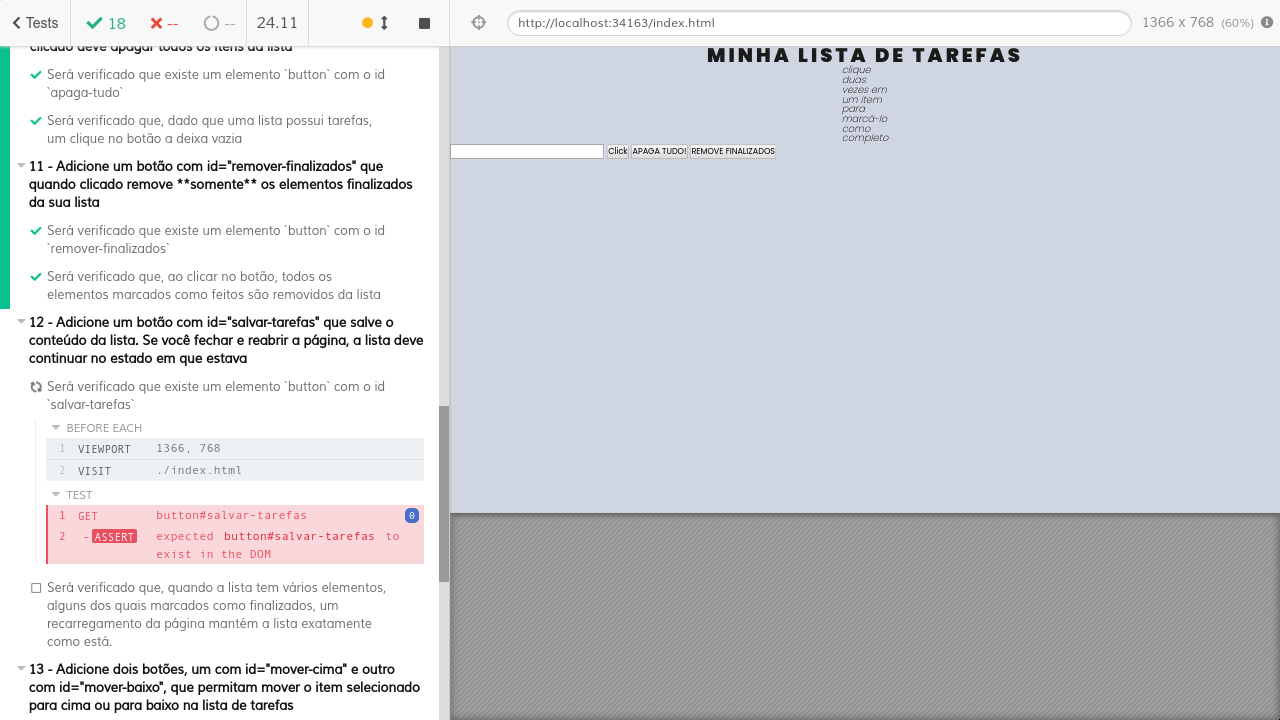 Tests
18
--
--
24.11
http://localhost:34163/index.html
1366 x 768 (60%)
clicado deve apagar todos os itens da lista
Será verificado que existe um elemento `button` com o id
`apaga-tudo`
Será verificado que, dado que uma lista possui tarefas,
um clique no botão a deixa vazia
11 - Adicione um botão com id="remover-finalizados" que
quando clicado remove **somente** os elementos finalizados
da sua lista
Será verificado que existe um elemento `button` com o id
`remover-finalizados`
Será verificado que, ao clicar no botão, todos os
elementos marcados como feitos são removidos da lista
12 - Adicione um botão com id="salvar-tarefas" que salve o
conteúdo da lista. Se você fechar e reabrir a página, a lista deve
continuar no estado em que estava
Será verificado que existe um elemento `button` com o id
`salvar-tarefas`
BEFORE EACH
1 VIEWPORT 1366, 768
2 VISIT ./index.html
TEST
1 GET button#salvar-tarefas 0
2 -ASSERT expected button#salvar-tarefas to
exist in the DOM
Será verificado que, quando a lista tem vários elementos,
alguns dos quais marcados como finalizados, um
recarregamento da página mantém a lista exatamente
como está.
13 - Adicione dois botões, um com id="mover-cima" e outro
com id="mover-baixo", que permitam mover o item selecionado
para cima ou para baixo na lista de tarefas
MINHA LISTA DE TAREFAS
clique
duas
vezes em
um item
para
marcá-lo
como
completo
Click APAGA TUDO! REMOVE FINALIZADOS